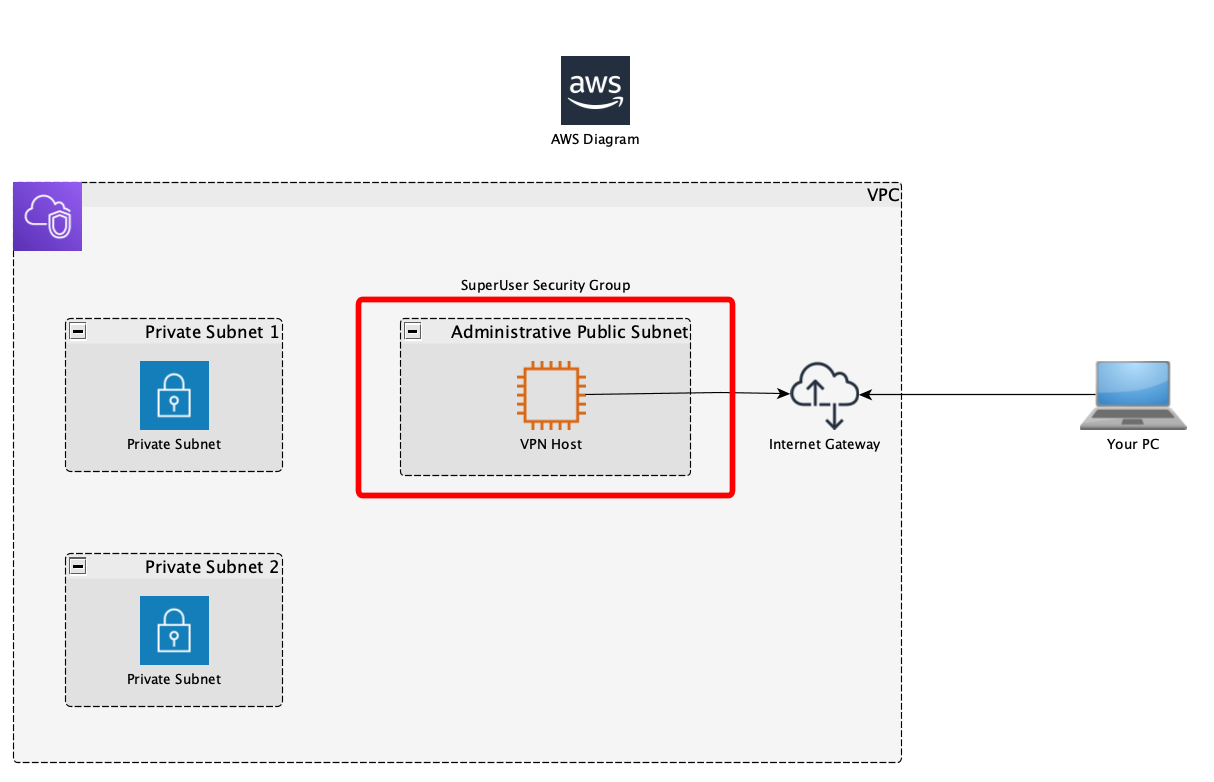 aws
AWS Diagram
VPC
SuperUser Security Group
Private Subnet 1
Administrative Public Subnet
Private Subnet
VPN Host
Internet Gateway
Your PC
Private Subnet 2
Private Subnet